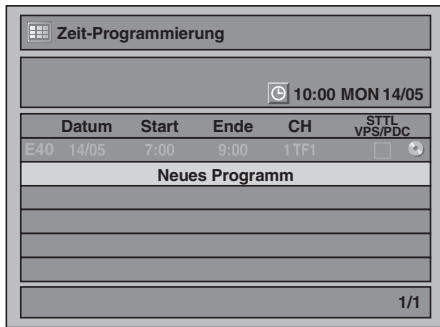 Zeit-Programmierung
10:00 MON 14/05
Datum Start Ende CH STTL VPS/PDC
E40 14/05 7:00 9:00 1 TF1
Neues Programm
1/1